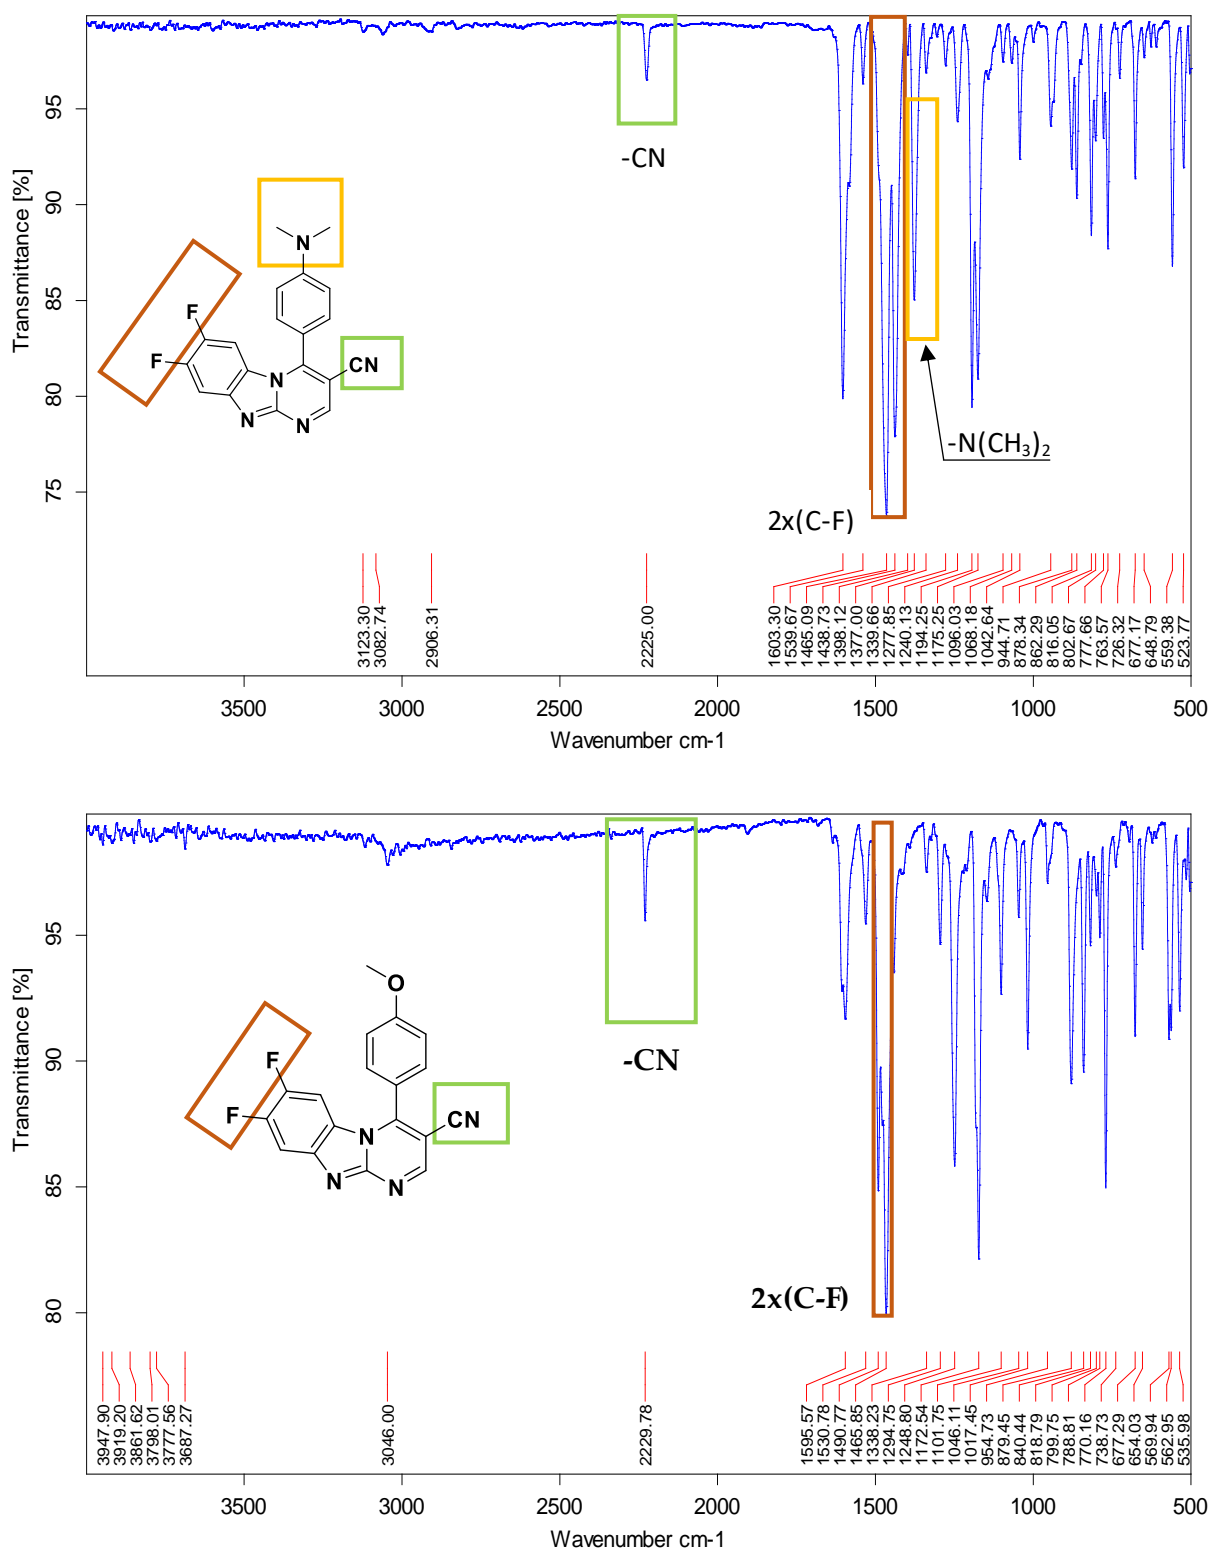 -CN
95
90
85
80
75
Transmittance [%]
N
F
F
CN
N
N
N
-N(CH₃)₂
2x(C-F)
3123.30
3082.74
2906.31
2225.00
1603.30
1539.67
1465.09
1438.73
1398.12
1377.00
1339.66
1277.85
1240.13
1194.25
1175.25
1096.03
1068.18
1042.64
944.71
878.34
862.29
816.05
802.67
777.66
763.57
726.32
677.17
648.79
559.38
523.77
3500 3000 2500 2000 1500 1000 500
Wavenumber cm-1
95
90
85
80
Transmittance [%]
O
-CN
F
F
CN
N
N
N
2x(C-F)
3947.90
3919.20
3861.62
3798.01
3777.56
3687.27
3046.00
2229.78
1595.57
1530.78
1490.77
1465.85
1338.23
1294.75
1248.80
1172.54
1101.75
1046.11
1017.45
954.73
879.45
840.44
818.79
799.75
788.81
770.16
738.73
677.29
654.03
569.94
562.95
535.98
3500 3000 2500 2000 1500 1000 500
Wavenumber cm-1